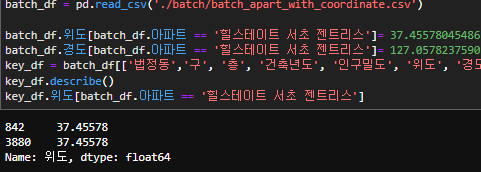 batch_df = pd.read_csv('./batch/batch_apart_with_coordinate.csv')
batch_df.위도[batch_df.아파트 == '힐스테이트 서초 젠트리스']= 37.45578045486
batch_df.경도[batch_df.아파트 == '힐스테이트 서초 젠트리스']= 127.0578237590
key_df = batch_df[['법정동','구', '층', '건축년도', '인구밀도', '위도', '경도
key_df.describe()
key_df.위도[batch_df.아파트 == '힐스테이트 서초 젠트리스']
842 37.45578
3880 37.45578
Name: 위도, dtype: float64